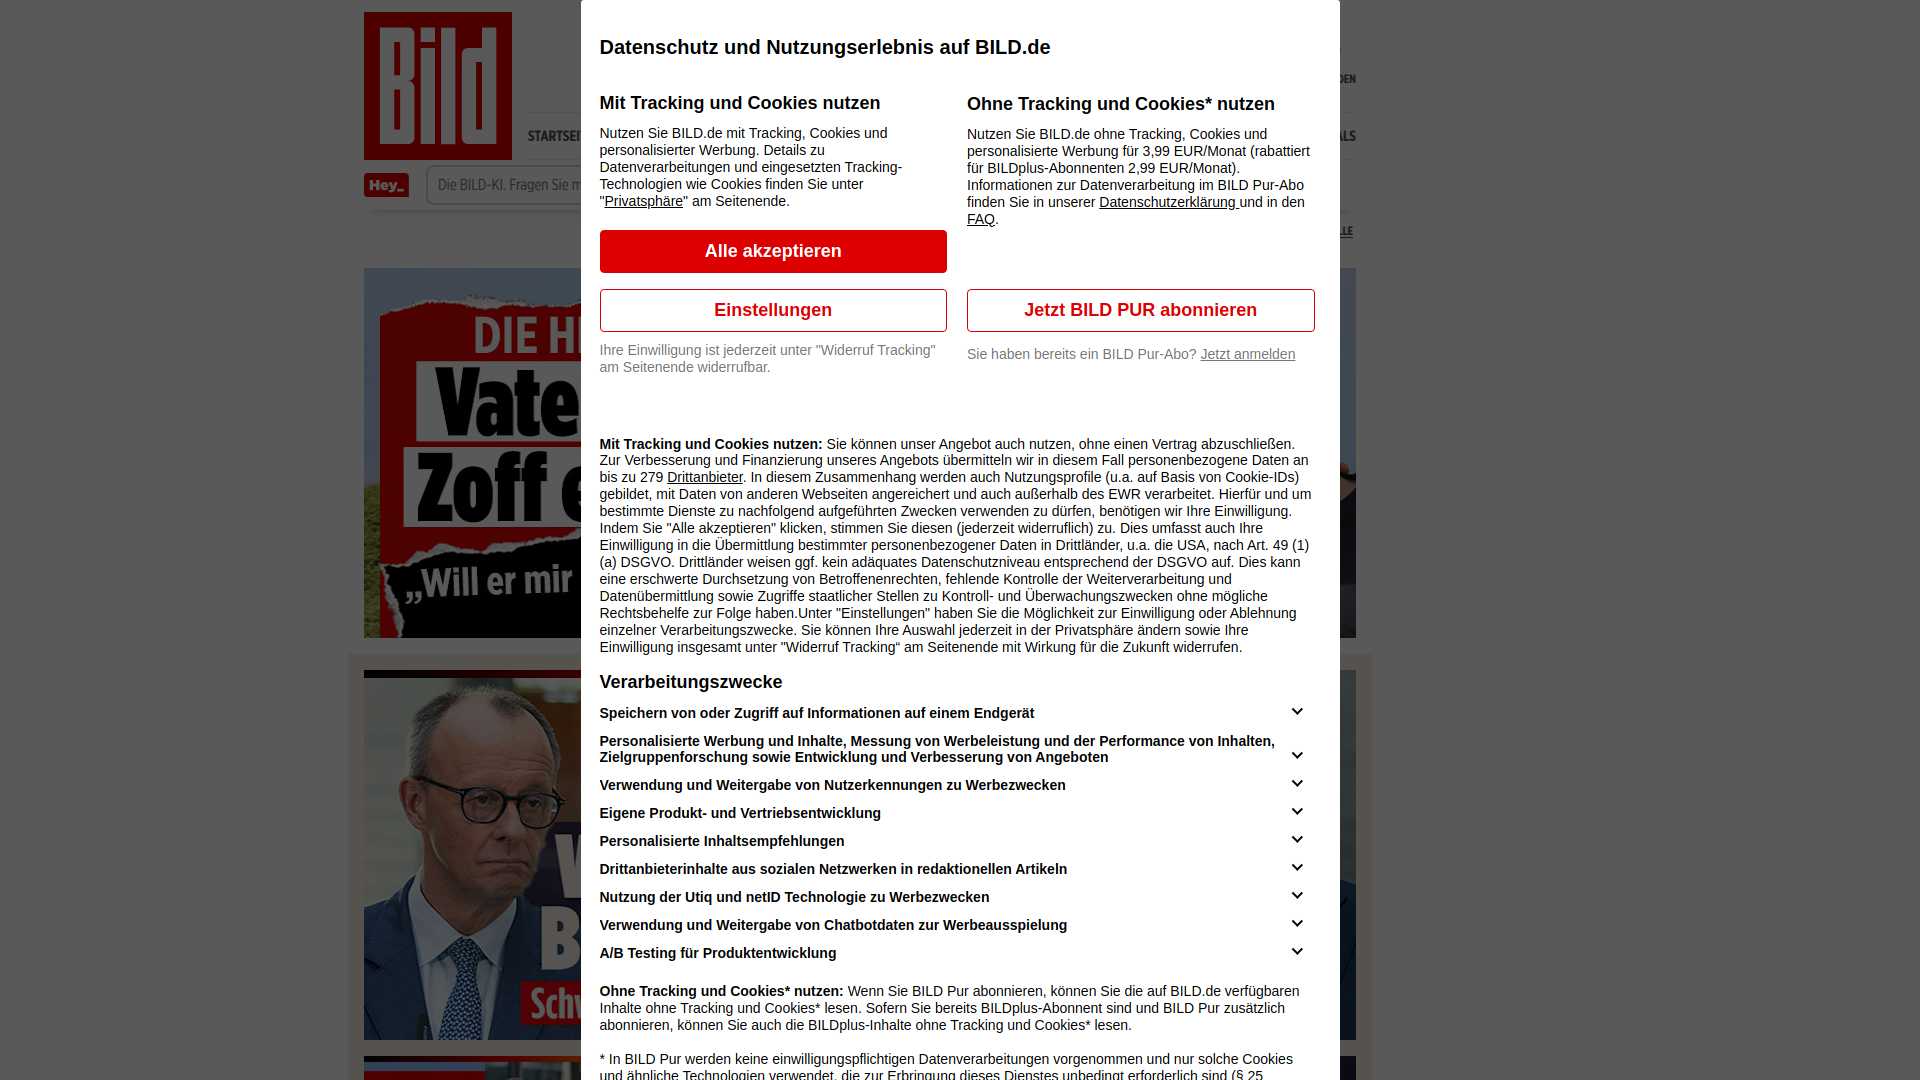 Bild
STARTSEI
Hey_
Die BILD-KI. Fragen Sie m
DIE H
Vate
Zoff e
„Will er mir
Schw
Datenschutz und Nutzungserlebnis auf BILD.de
Mit Tracking und Cookies nutzen
Nutzen Sie BILD.de mit Tracking, Cookies und
personalisierter Werbung. Details zu
Datenverarbeitungen und eingesetzten Tracking-
Technologien wie Cookies finden Sie unter
"Privatsphäre" am Seitenende.
Alle akzeptieren
Einstellungen
Ihre Einwilligung ist jederzeit unter "Widerruf Tracking"
am Seitenende widerrufbar.
Ohne Tracking und Cookies* nutzen
Nutzen Sie BILD.de ohne Tracking, Cookies und
personalisierte Werbung für 3,99 EUR/Monat (rabattiert
für BILDplus-Abonnenten 2,99 EUR/Monat).
Informationen zur Datenverarbeitung im BILD Pur-Abo
finden Sie in unserer Datenschutzerklärung und in den
FAQ.
Jetzt BILD PUR abonnieren
Sie haben bereits ein BILD Pur-Abo? Jetzt anmelden
Mit Tracking und Cookies nutzen: Sie können unser Angebot auch nutzen, ohne einen Vertrag abzuschließen.
Zur Verbesserung und Finanzierung unseres Angebots übermitteln wir in diesem Fall personenbezogene Daten an
bis zu 279 Drittanbieter. In diesem Zusammenhang werden auch Nutzungsprofile (u.a. auf Basis von Cookie-IDs)
gebildet, mit Daten von anderen Webseiten angereichert und auch außerhalb des EWR verarbeitet. Hierfür und um
bestimmte Dienste zu nachfolgend aufgeführten Zwecken verwenden zu dürfen, benötigen wir Ihre Einwilligung.
Indem Sie "Alle akzeptieren" klicken, stimmen Sie diesen (jederzeit widerruflich) zu. Dies umfasst auch Ihre
Einwilligung in die Übermittlung bestimmter personenbezogener Daten in Drittländer, u.a. die USA, nach Art. 49 (1)
(a) DSGVO. Drittländer weisen ggf. kein adäquates Datenschutzniveau entsprechend der DSGVO auf. Dies kann
eine erschwerte Durchsetzung von Betroffenenrechten, fehlende Kontrolle der Weiterverarbeitung und
Datenübermittlung sowie Zugriffe staatlicher Stellen zu Kontroll- und Überwachungszwecken ohne mögliche
Rechtsbehelfe zur Folge haben.Unter "Einstellungen" haben Sie die Möglichkeit zur Einwilligung oder Ablehnung
einzelner Verarbeitungszwecke. Sie können Ihre Auswahl jederzeit in der Privatsphäre ändern sowie Ihre
Einwilligung insgesamt unter "Widerruf Tracking“ am Seitenende mit Wirkung für die Zukunft widerrufen.
Verarbeitungszwecke
Speichern von oder Zugriff auf Informationen auf einem Endgerät
Personalisierte Werbung und Inhalte, Messung von Werbeleistung und der Performance von Inhalten,
Zielgruppenforschung sowie Entwicklung und Verbesserung von Angeboten
Verwendung und Weitergabe von Nutzerkennungen zu Werbezwecken
Eigene Produkt- und Vertriebsentwicklung
Personalisierte Inhaltsempfehlungen
Drittanbieterinhalte aus sozialen Netzwerken in redaktionellen Artikeln
Nutzung der Utiq und netID Technologie zu Werbezwecken
Verwendung und Weitergabe von Chatbotdaten zur Werbeausspielung
A/B Testing für Produktentwicklung
Ohne Tracking und Cookies* nutzen: Wenn Sie BILD Pur abonnieren, können Sie die auf BILD.de verfügbaren
Inhalte ohne Tracking und Cookies* lesen. Sofern Sie bereits BILDplus-Abonnent sind und BILD Pur zusätzlich
abonnieren, können Sie auch die BILDplus-Inhalte ohne Tracking und Cookies* lesen.
* In BILD Pur werden keine einwilligungspflichtigen Datenverarbeitungen vorgenommen und nur solche Cookies
und ähnliche Technologien verwendet, die zur Erbringung dieses Dienstes unbedingt erforderlich sind (§ 25